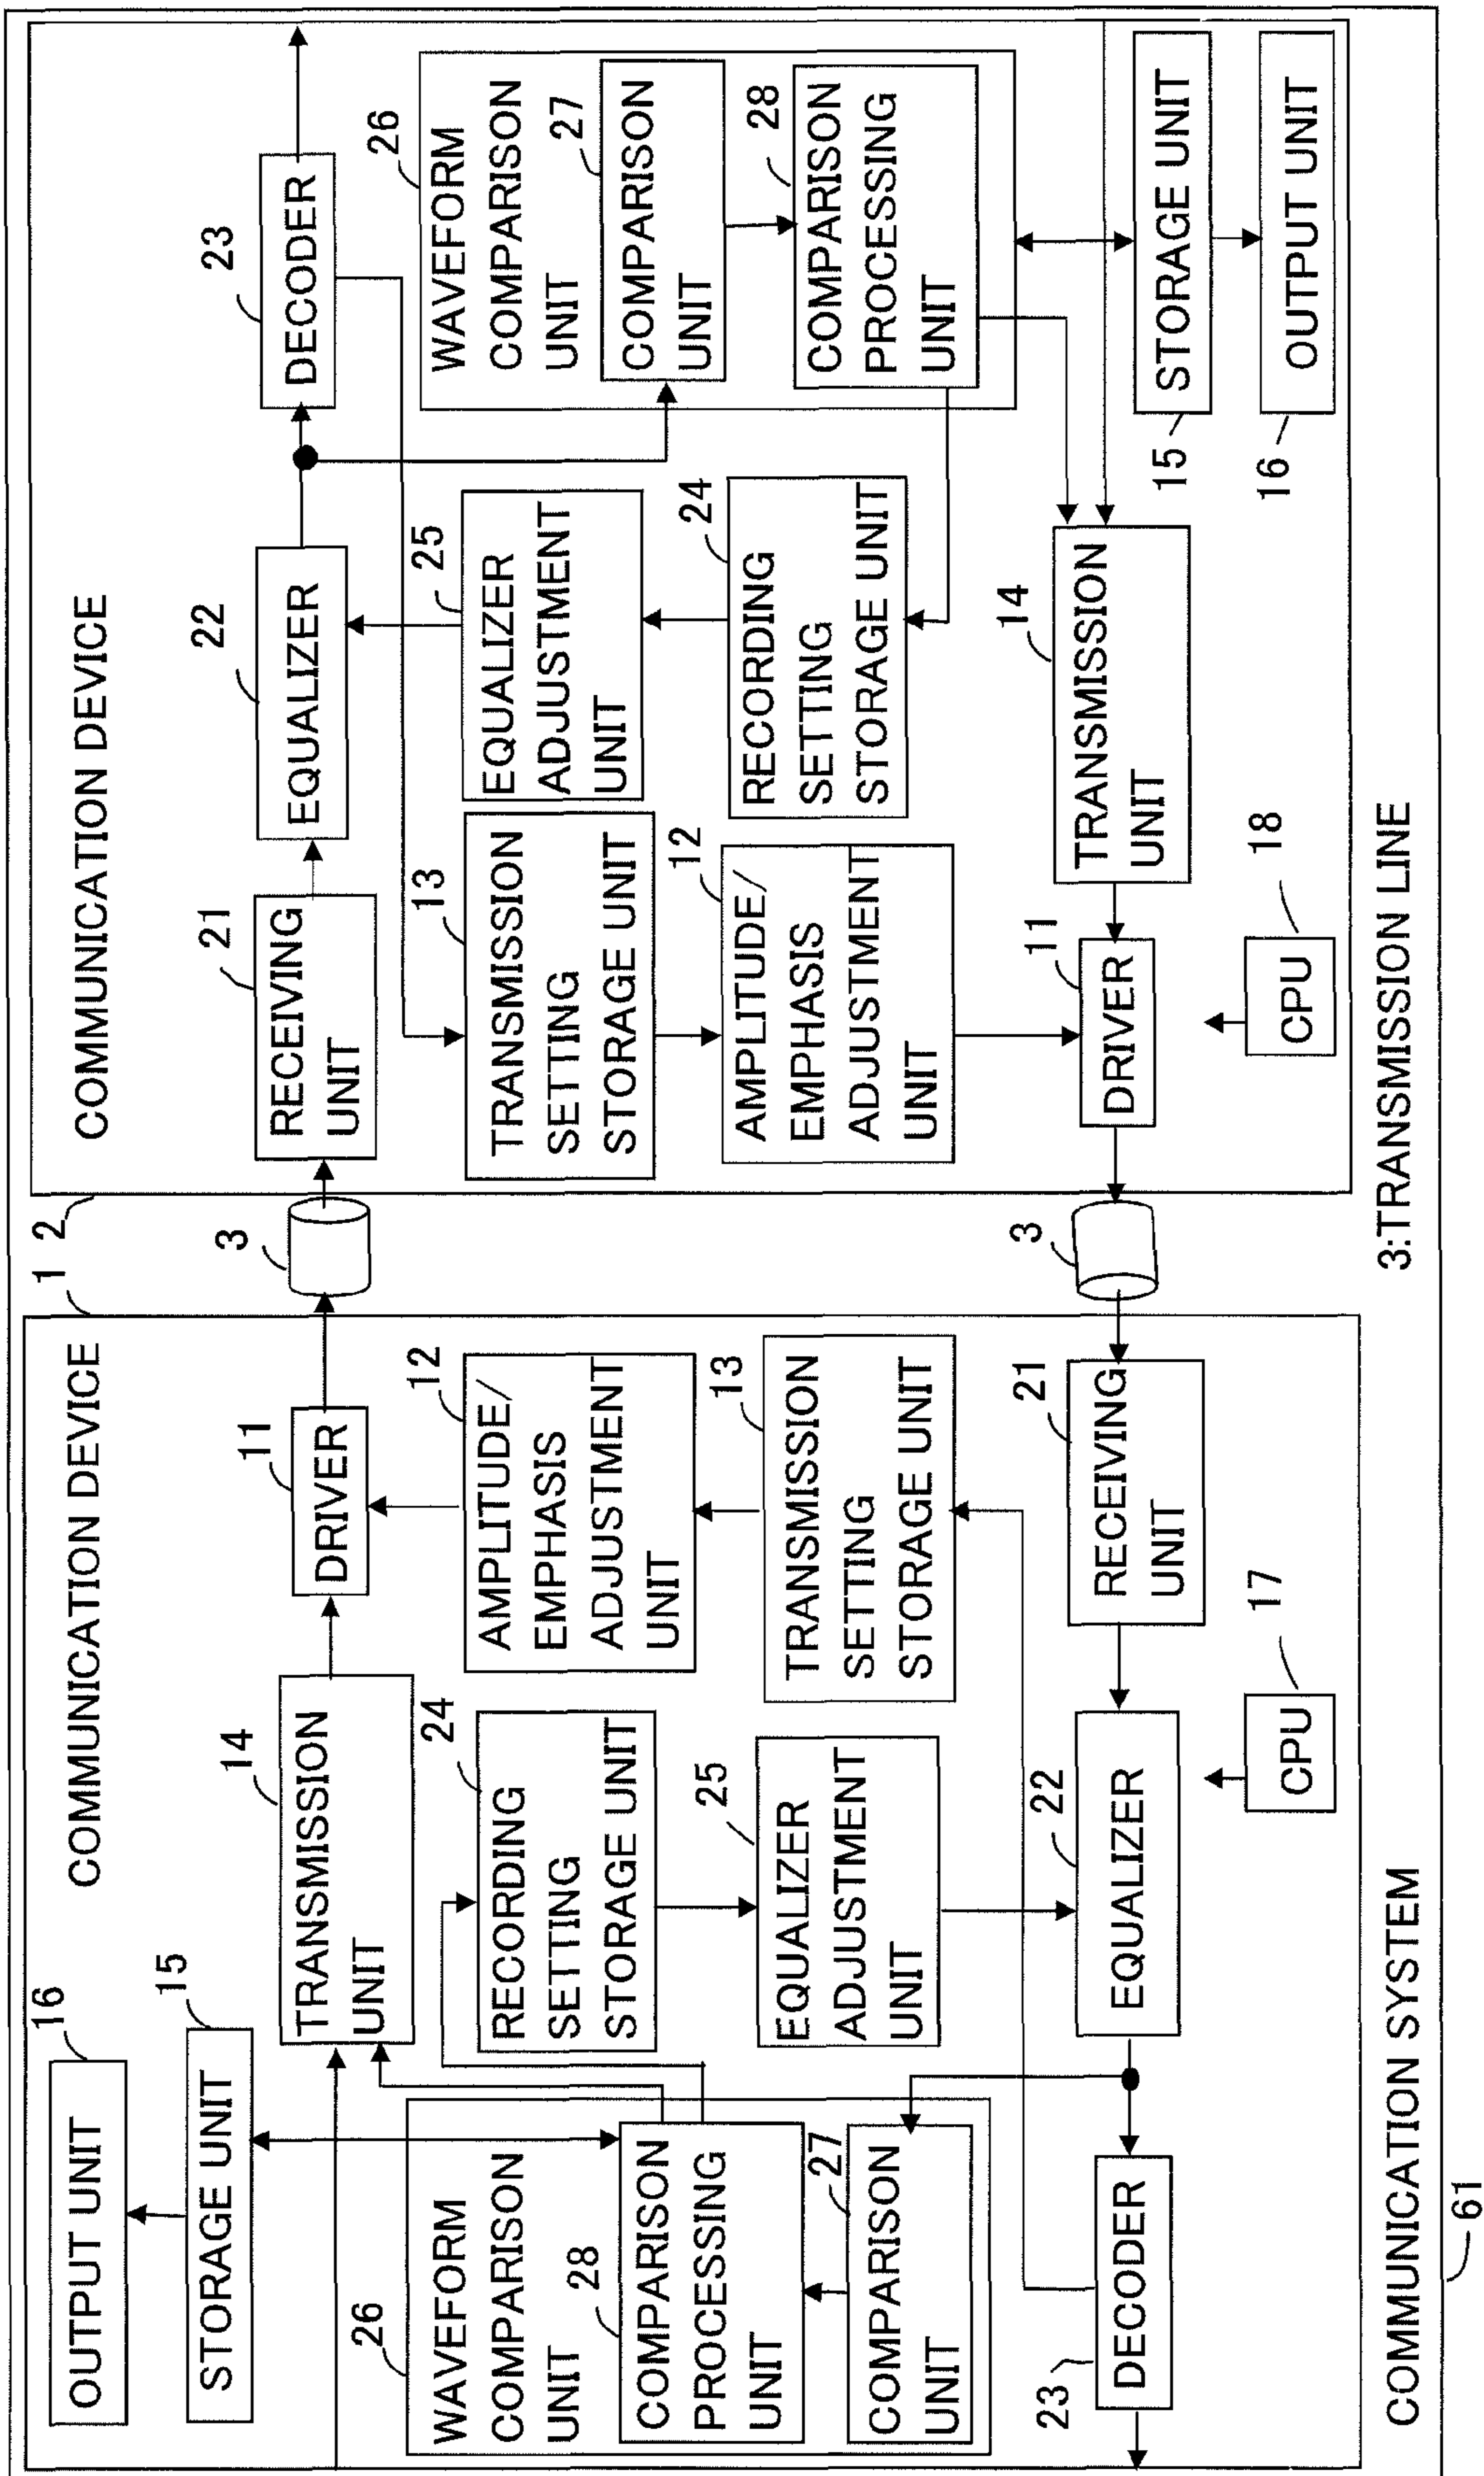 COMMUNICATION DEVICE
1
OUTPUT UNIT
16
STORAGE UNIT
15
TRANSMISSION
UNIT
14
DRIVER
11
3
WAVEFORM
COMPARISON
UNIT
26
COMPARISON
PROCESSING
UNIT
28
COMPARISON
UNIT
27
RECORDING
SETTING
STORAGE UNIT
24
EQUALIZER
ADJUSTMENT
UNIT
25
AMPLITUDE/
EMPHASIS
ADJUSTMENT
UNIT
12
TRANSMISSION
SETTING
STORAGE UNIT
13
DECODER
23
EQUALIZER
22
RECEIVING
UNIT
21
CPU
17
COMMUNICATION DEVICE
2
RECEIVING
UNIT
21
EQUALIZER
22
DECODER
23
TRANSMISSION
SETTING
STORAGE UNIT
13
EQUALIZER
ADJUSTMENT
UNIT
25
WAVEFORM
COMPARISON
UNIT
26
COMPARISON
UNIT
27
COMPARISON
PROCESSING
UNIT
28
AMPLITUDE/
EMPHASIS
ADJUSTMENT
UNIT
12
RECORDING
SETTING
STORAGE UNIT
24
3
DRIVER
11
TRANSMISSION
UNIT
14
STORAGE UNIT
15
OUTPUT UNIT
16
CPU
18
COMMUNICATION SYSTEM
61
3:TRANSMISSION LINE